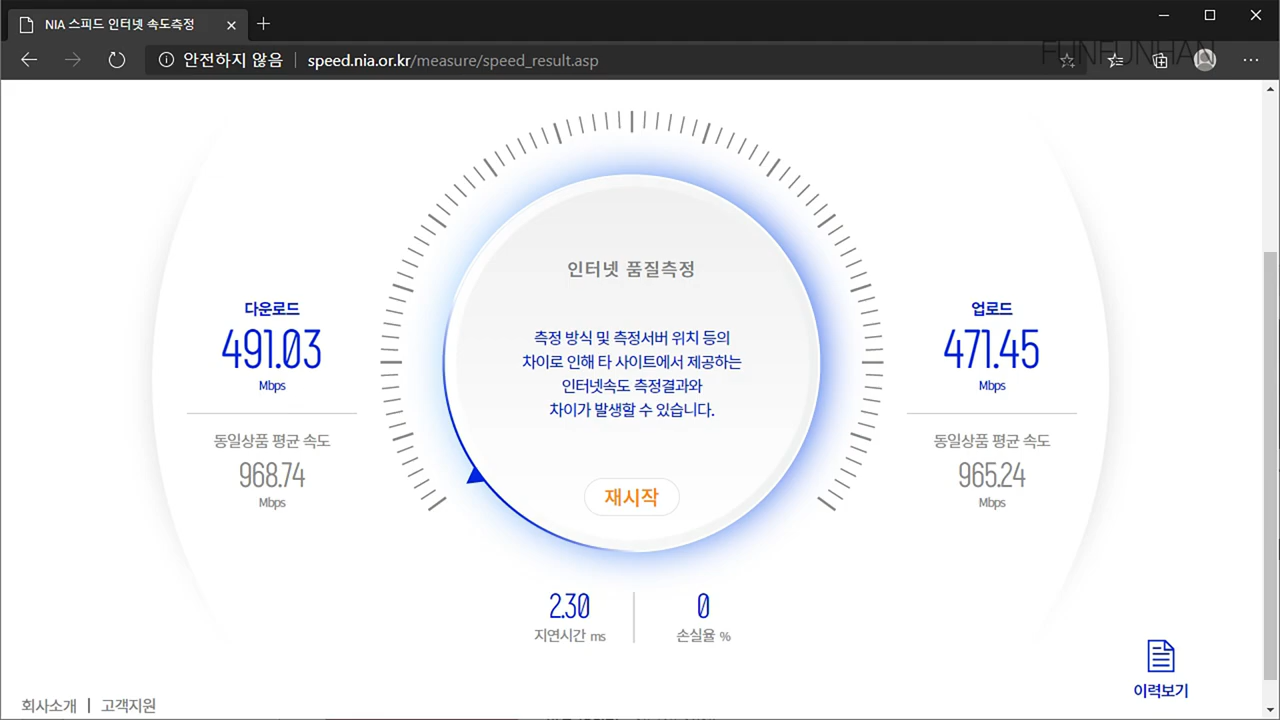 NIA 스피드 인터넷 속도측정
안전하지 않음
speed.nia.or.kr/measure/speed_result.asp
FUNFUNHAN
인터넷 품질측정
측정 방식 및 측정서버 위치 등의
차이로 인해 타 사이트에서 제공하는
인터넷속도 측정결과와
차이가 발생할 수 있습니다.
재시작
다운로드
491.03
Mbps
동일상품 평균 속도
968.74
Mbps
업로드
471.45
Mbps
동일상품 평균 속도
965.24
Mbps
2.30
지연시간 ms
0
손실율 %
이력보기
회사소개 | 고객지원